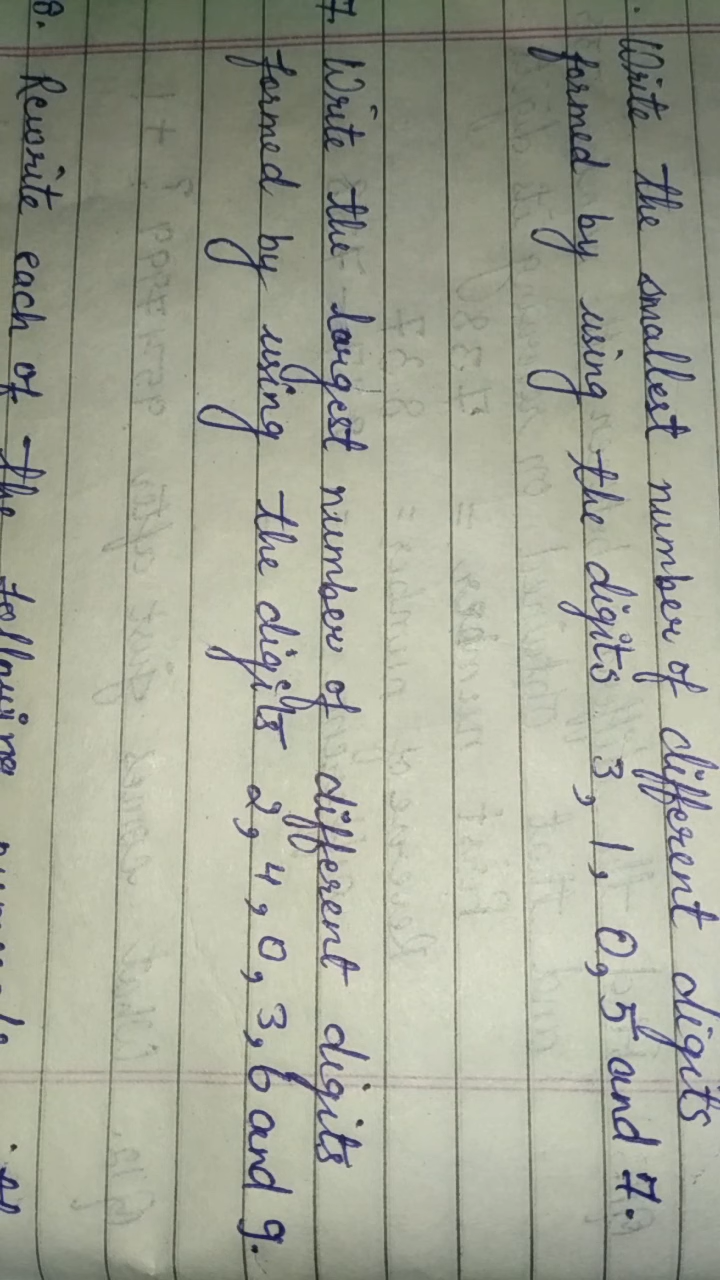 . Write the smallest number of different digits
formed by using the digits 3, 1, 0, 5 and 7.
7. Write the largest number of different digits
formed by using the digits 2, 4, 0, 3, 6 and 9.
8. Rewrite each of the following